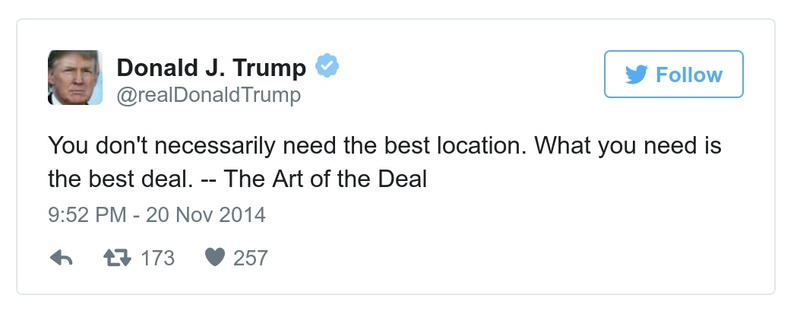 Donald J. Trump
@realDonaldTrump
Follow
You don't necessarily need the best location. What you need is
the best deal. -- The Art of the Deal
9:52 PM - 20 Nov 2014
173 257